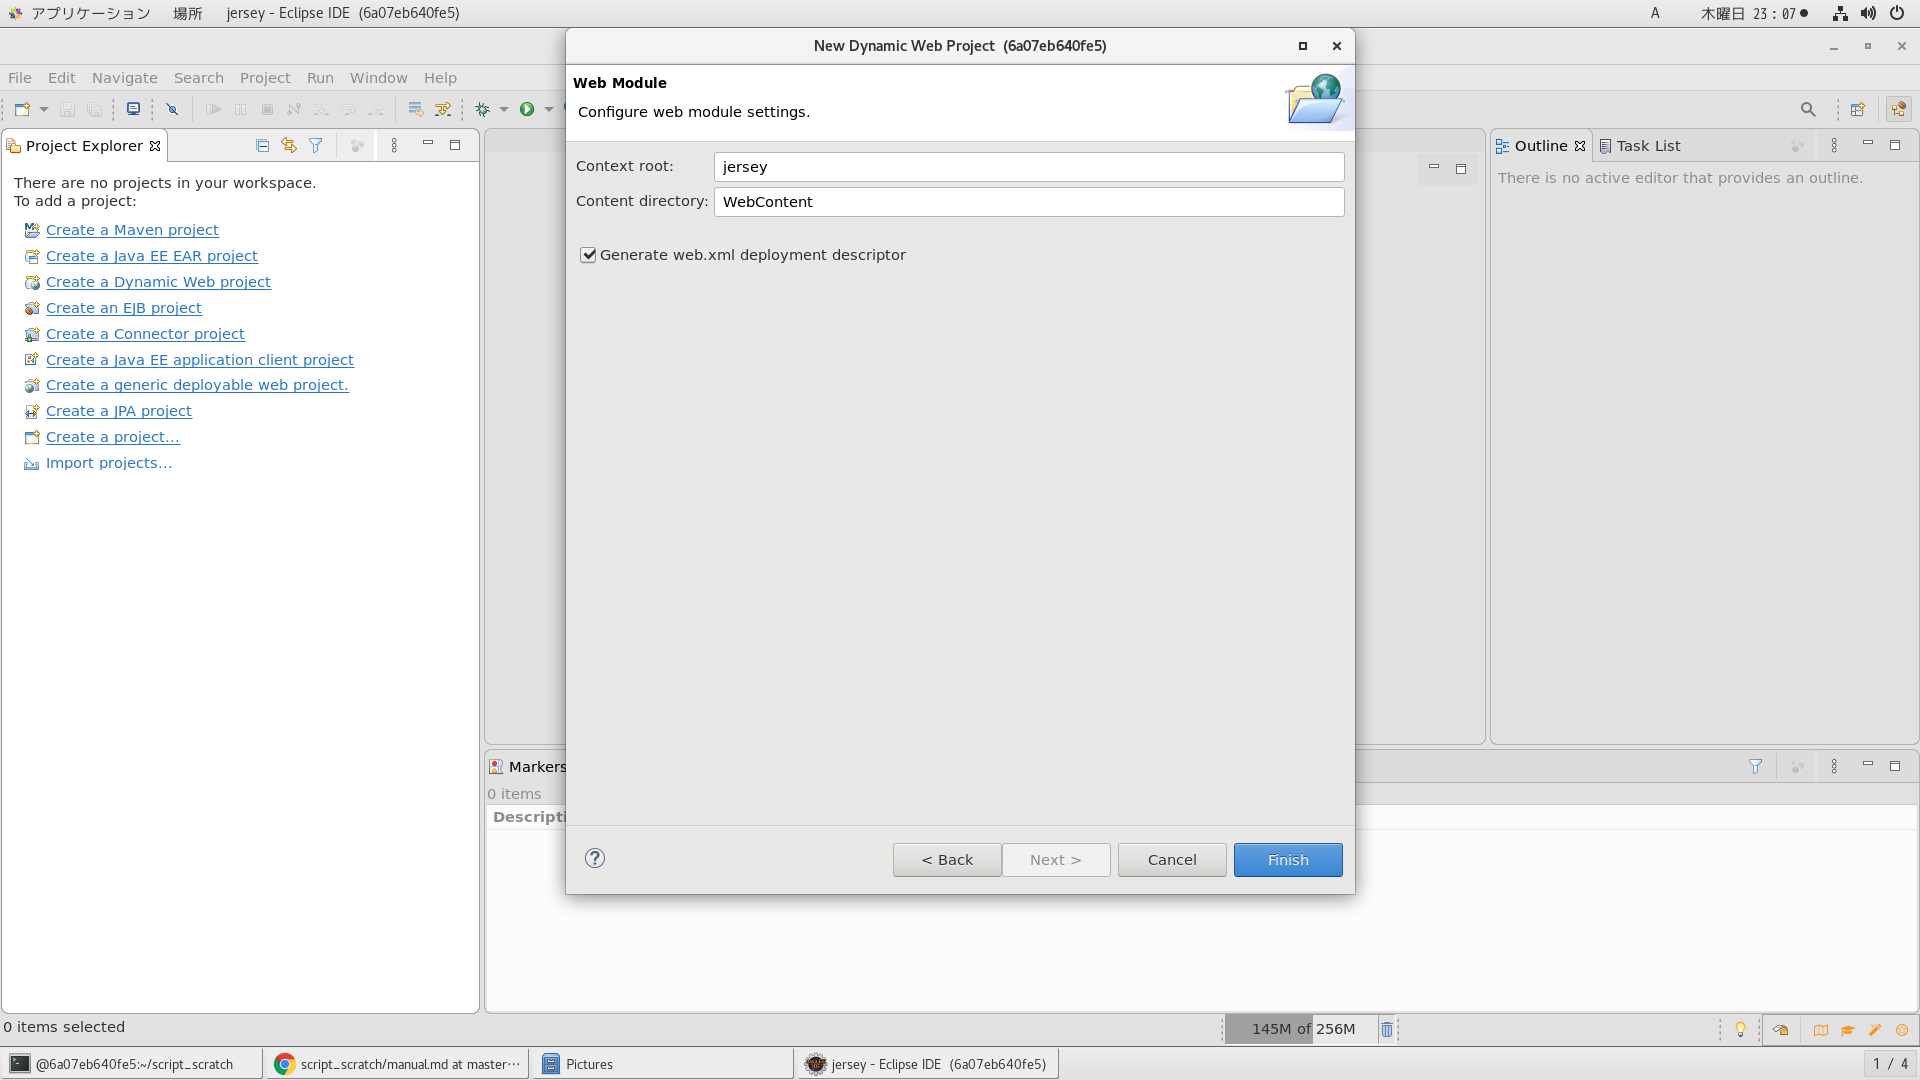 アプリケーション 場所 jersey - Eclipse IDE (6a07eb640fe5) A 木曜日 23:07
New Dynamic Web Project (6a07eb640fe5)
File Edit Navigate Search Project Run Window Help
Web Module
Configure web module settings.
Project Explorer
Outline
Task List
There are no projects in your workspace.
To add a project:
Create a Maven project
Create a Java EE EAR project
Create a Dynamic Web project
Create an EJB project
Create a Connector project
Create a Java EE application client project
Create a generic deployable web project.
Create a JPA project
Create a project...
Import projects...
Context root: jersey
Content directory: WebContent
Generate web.xml deployment descriptor
There is no active editor that provides an outline.
Markers
0 items
Descripti
< Back Next > Cancel Finish
0 items selected
145M of 256M
@6a07eb640fe5:~/script_scratch
script_scratch/manual.md at master···
Pictures
jersey - Eclipse IDE (6a07eb640fe5)
1 / 4